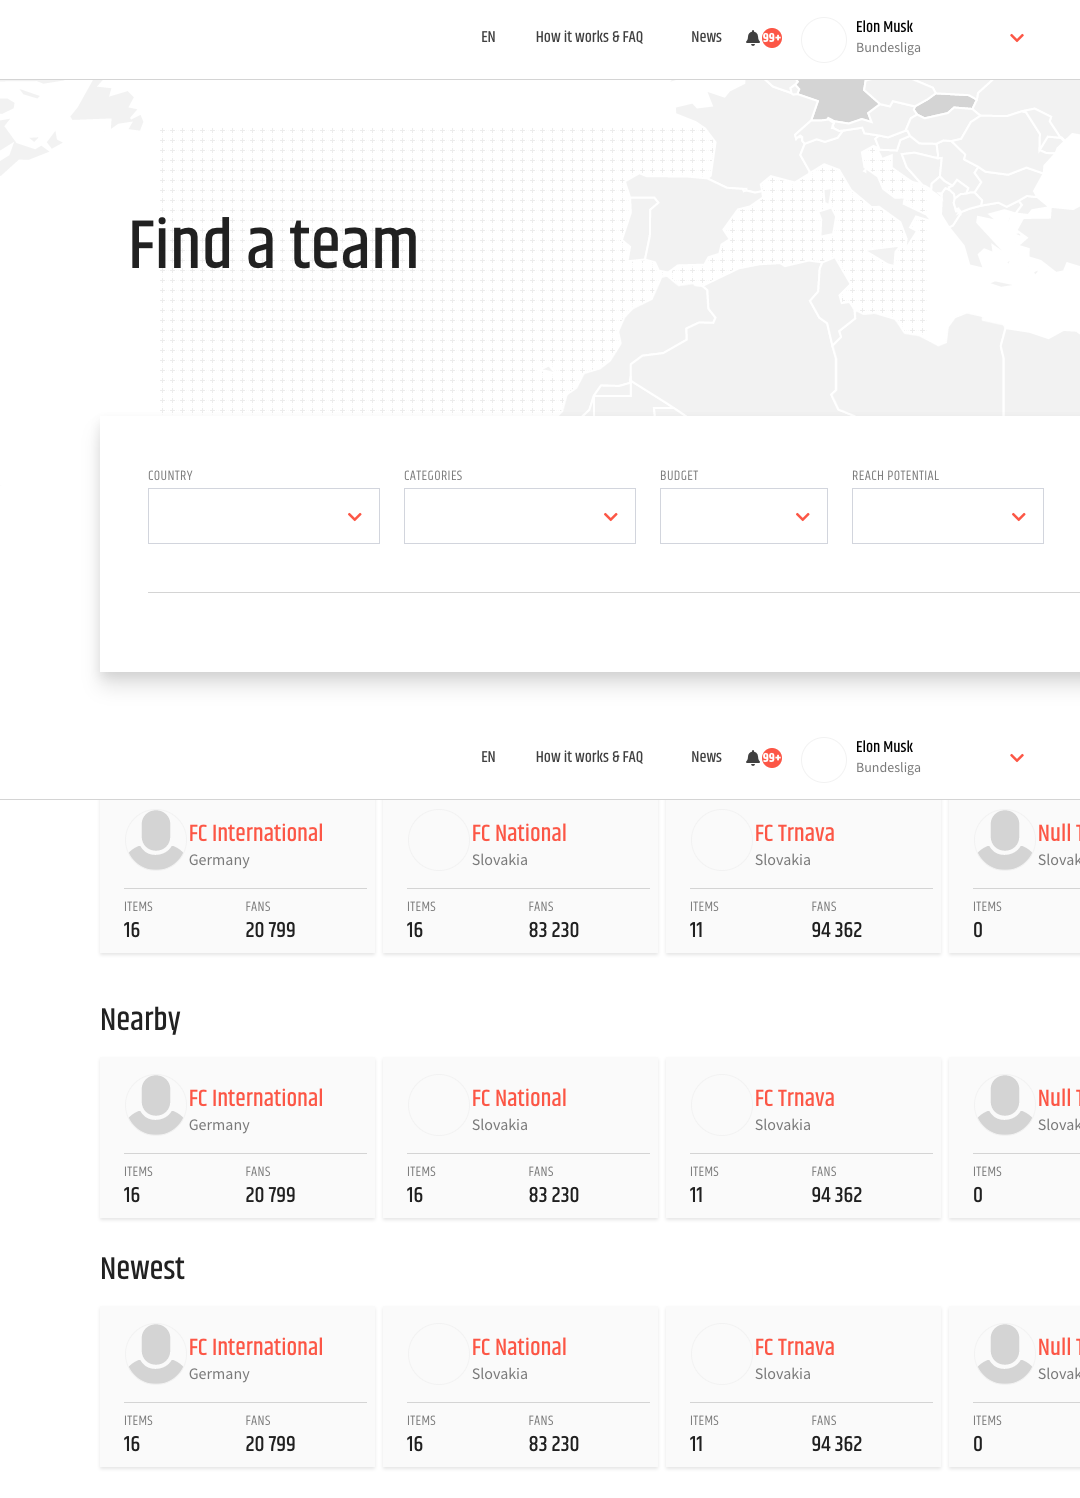 EN How it works & FAQ News 99+ Elon Musk
Bundesliga
Find a team
COUNTRY CATEGORIES BUDGET REACH POTENTIAL
EN How it works & FAQ News 99+ Elon Musk
Bundesliga
FC International FC National FC Trnava Null
Germany Slovakia Slovakia
ITEMS FANS ITEMS FANS ITEMS FANS ITEMS
16 20 799 16 83 230 11 94 362 0
Nearby
FC International FC National FC Trnava Null
Germany Slovakia Slovakia
ITEMS FANS ITEMS FANS ITEMS FANS ITEMS
16 20 799 16 83 230 11 94 362 0
Newest
FC International FC National FC Trnava Null
Germany Slovakia Slovakia
ITEMS FANS ITEMS FANS ITEMS FANS ITEMS
16 20 799 16 83 230 11 94 362 0